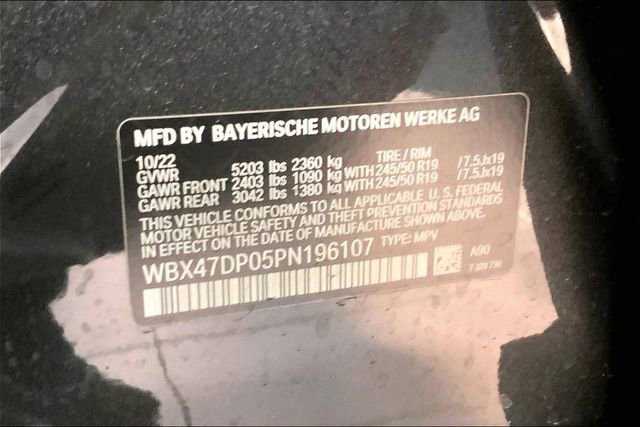 MFD BY BAYERISCHE MOTOREN WERKE AG
10/22 TIRE / RIM
GVWR 5203 lbs 2360 kg
GAWR FRONT 2403 lbs 1090 kg WITH 245/50 R19 /7.5Jx19
GAWR REAR 3042 lbs 1380 kg WITH 245/50 R19 /7.5Jx19
THIS VEHICLE CONFORMS TO ALL APPLICABLE U. S. FEDERAL
MOTOR VEHICLE SAFETY AND THEFT PREVENTION STANDARDS
IN EFFECT ON THE DATE OF MANUFACTURE SHOWN ABOVE.
WBX47DP05PN196107 TYPE: MPV
A90